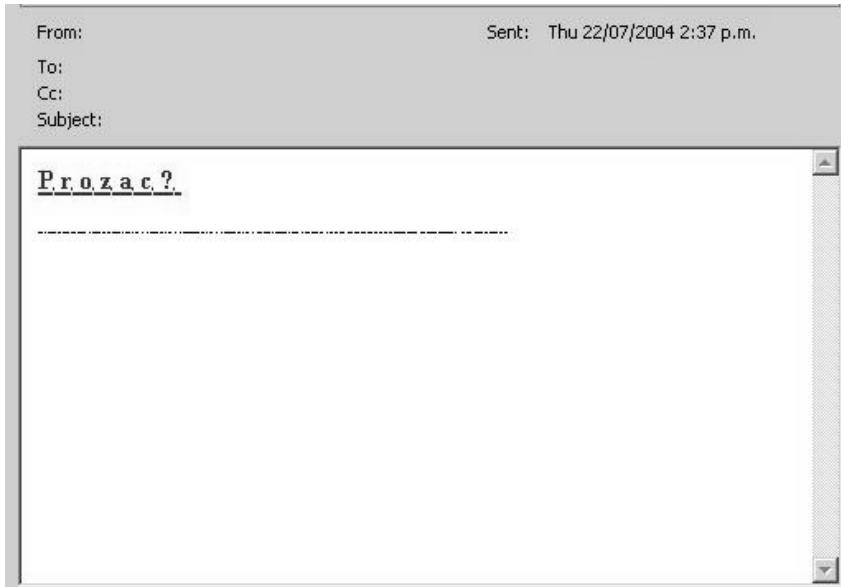 From: Sent: Thu 22/07/2004 2:37 p.m.
To:
Cc:
Subject:
P. r. o. z. a. c. ?.